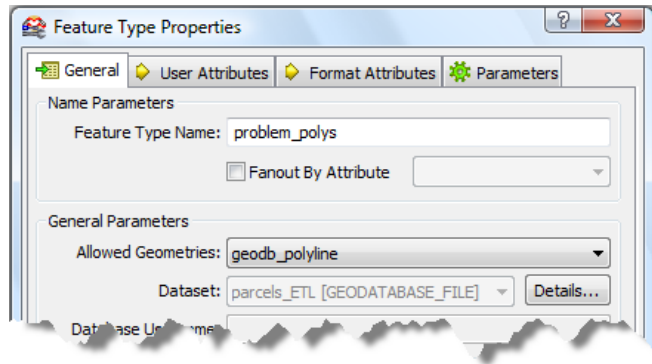 Feature Type Properties
General User Attributes Format Attributes Parameters
Name Parameters
Feature Type Name: problem_polys
Fanout By Attribute
General Parameters
Allowed Geometries: geodb_polyline
Dataset: parcels_ETL [GEODATABASE_FILE] Details...
Database